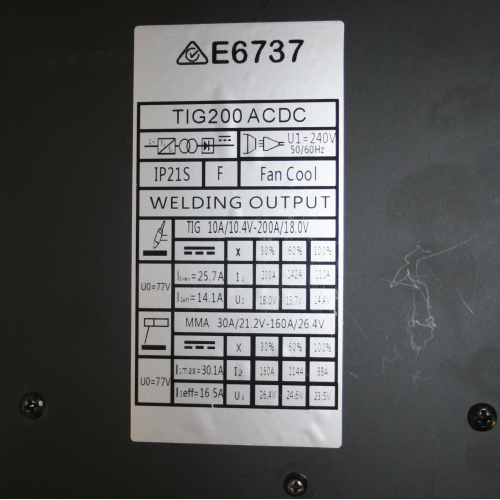 E6737
TIG200 ACDC
1~ U1=240V
50/60Hz
IP21S F Fan Cool
WELDING OUTPUT
TIG 10A/10.4V-200A/18.0V
X 30% 60% 100%
I1max=25.7A I2 200A 142A 110A
U0=77V
I1eff=14.1A U2 18.0V 15.7V 14.4V
MMA 30A/21.2V-160A/26.4V
X 30% 60% 100%
I1max=30.1A I2 160A 114A 88A
U0=77V
I1eff=16.5A U2 26.4V 24.6V 23.5V